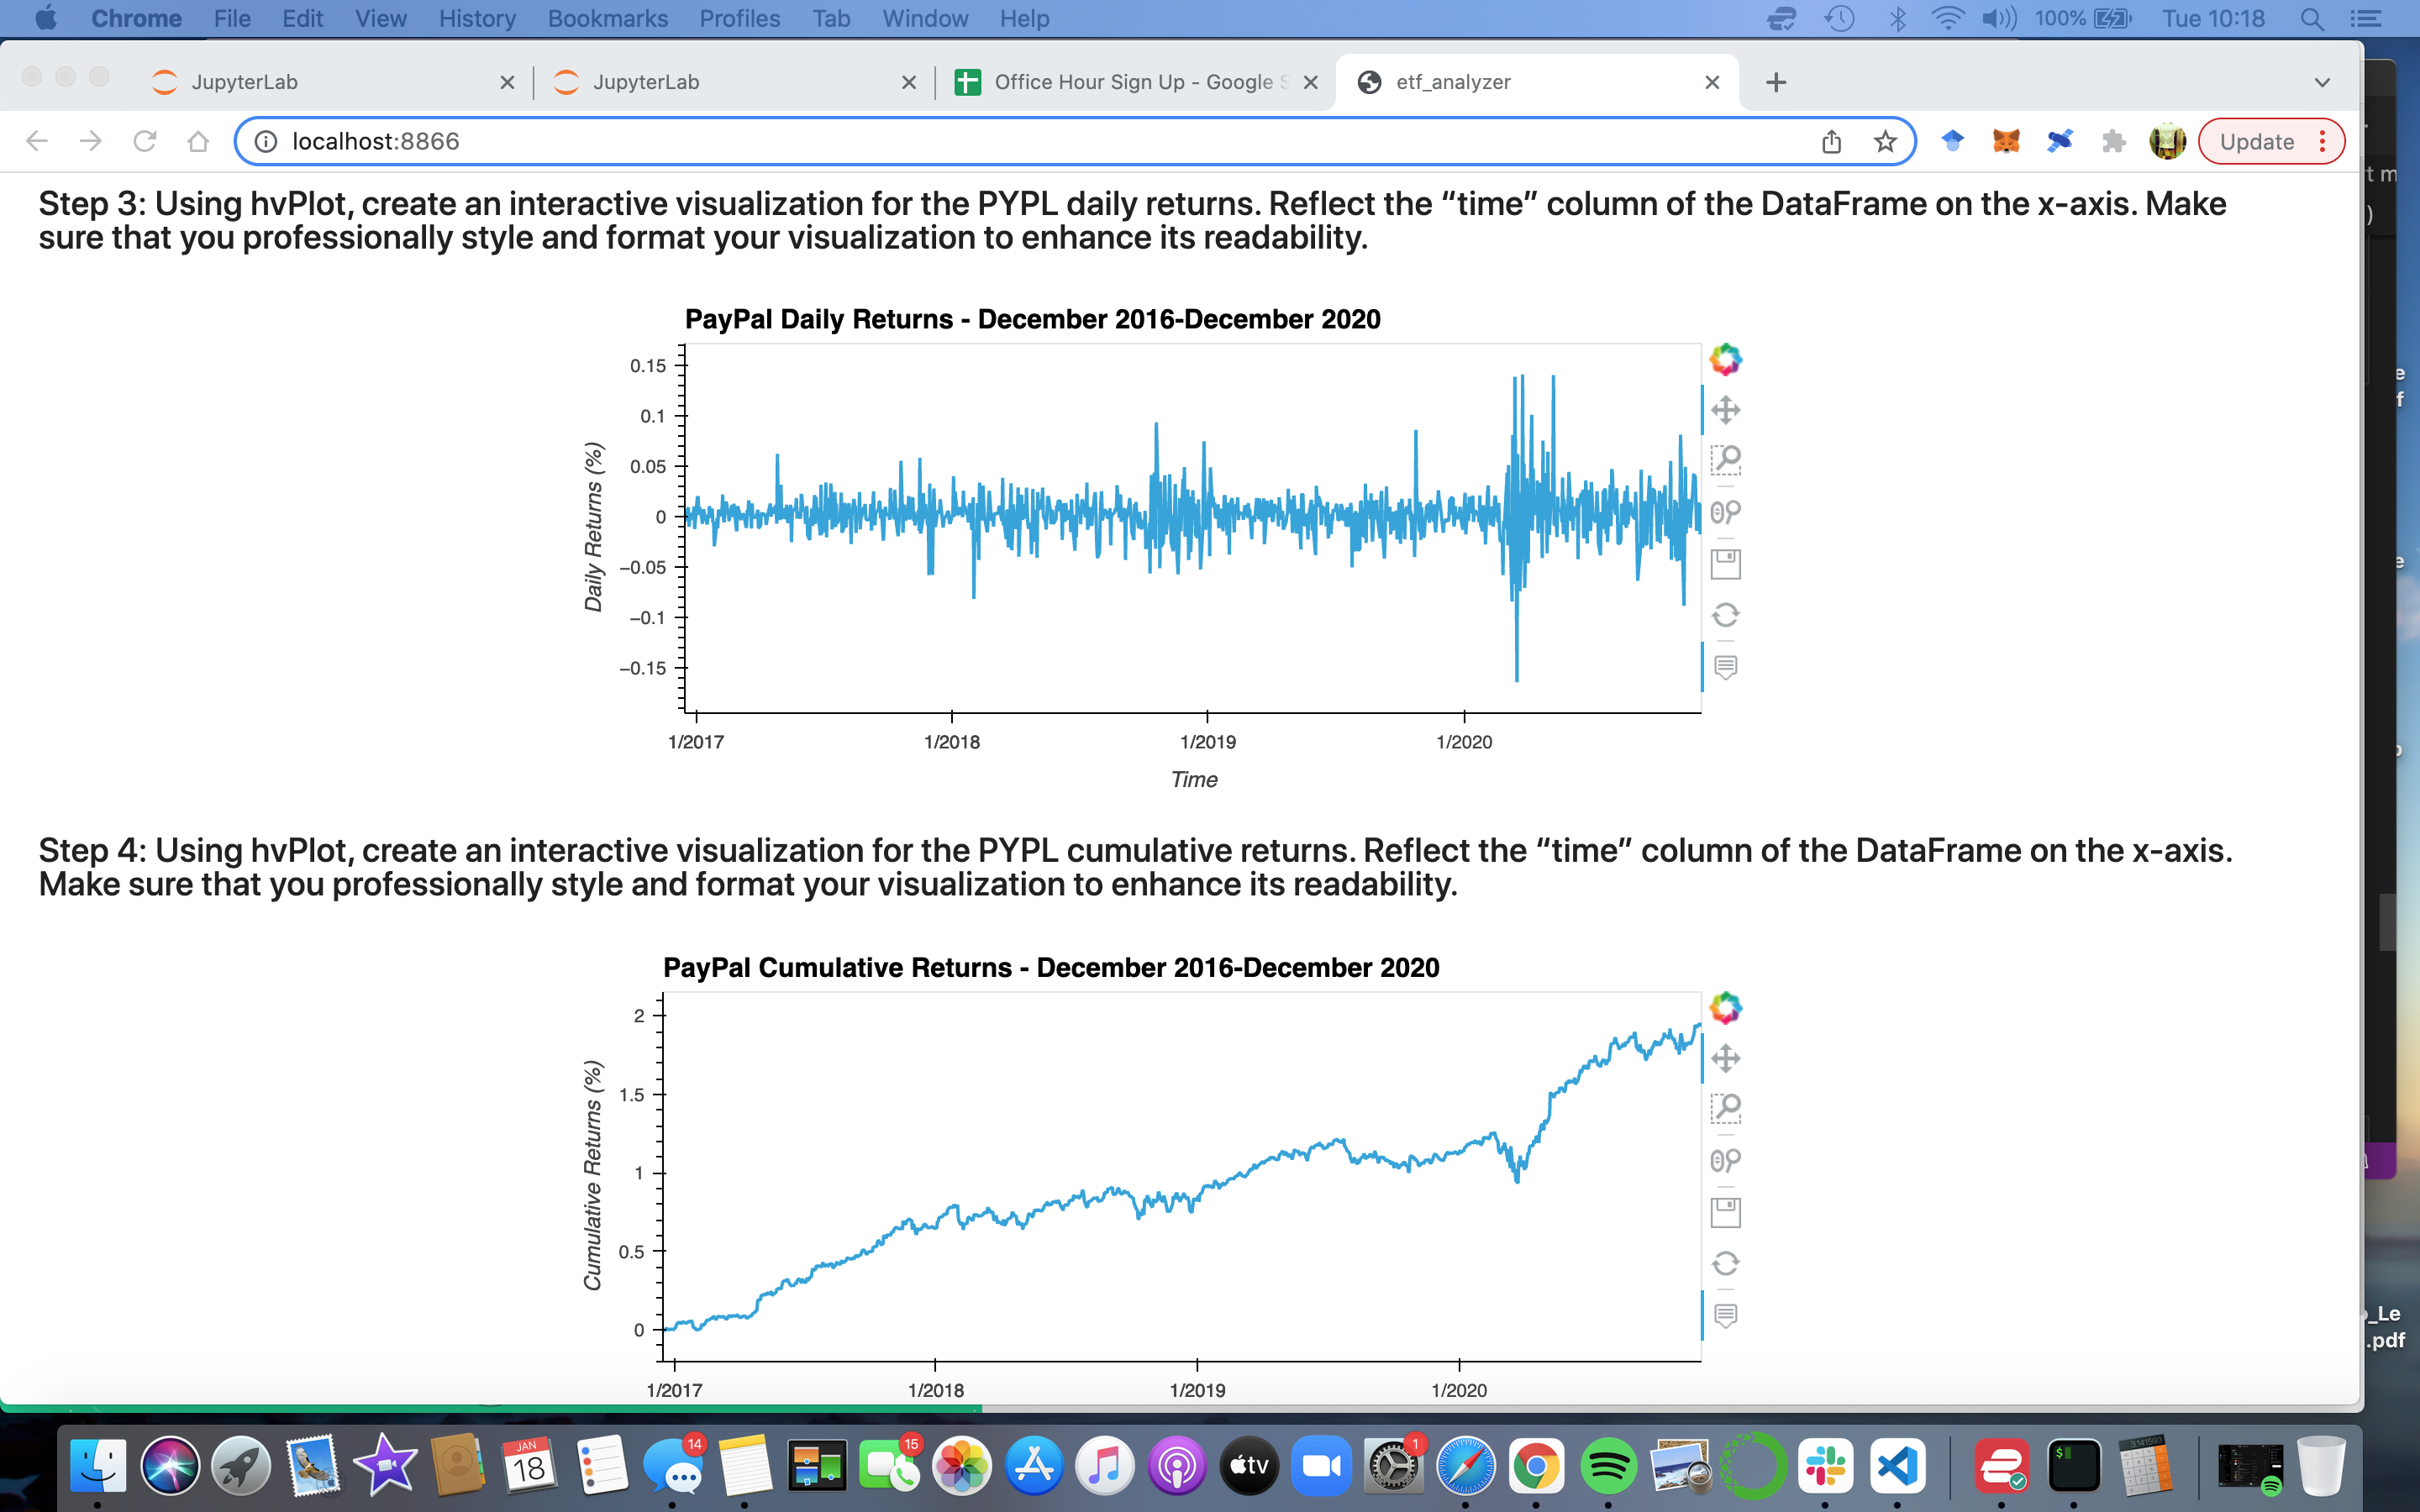 Chrome File Edit View History Bookmarks Profiles Tab Window Help 100% Tue 10:18
JupyterLab JupyterLab Office Hour Sign Up - Google S etf_analyzer
localhost:8866 Update
Step 3: Using hvPlot, create an interactive visualization for the PYPL daily returns. Reflect the “time” column of the DataFrame on the x-axis. Make
sure that you professionally style and format your visualization to enhance its readability.
PayPal Daily Returns - December 2016-December 2020
Daily Returns (%)
0.15
0.1
0.05
0
−0.05
−0.1
−0.15
1/2017 1/2018 1/2019 1/2020
Time
Step 4: Using hvPlot, create an interactive visualization for the PYPL cumulative returns. Reflect the “time” column of the DataFrame on the x-axis.
Make sure that you professionally style and format your visualization to enhance its readability.
PayPal Cumulative Returns - December 2016-December 2020
Cumulative Returns (%)
2
1.5
1
0.5
0
1/2017 1/2018 1/2019 1/2020
_Le
.pdf
JAN
18
14
15
tv
1
3.141593